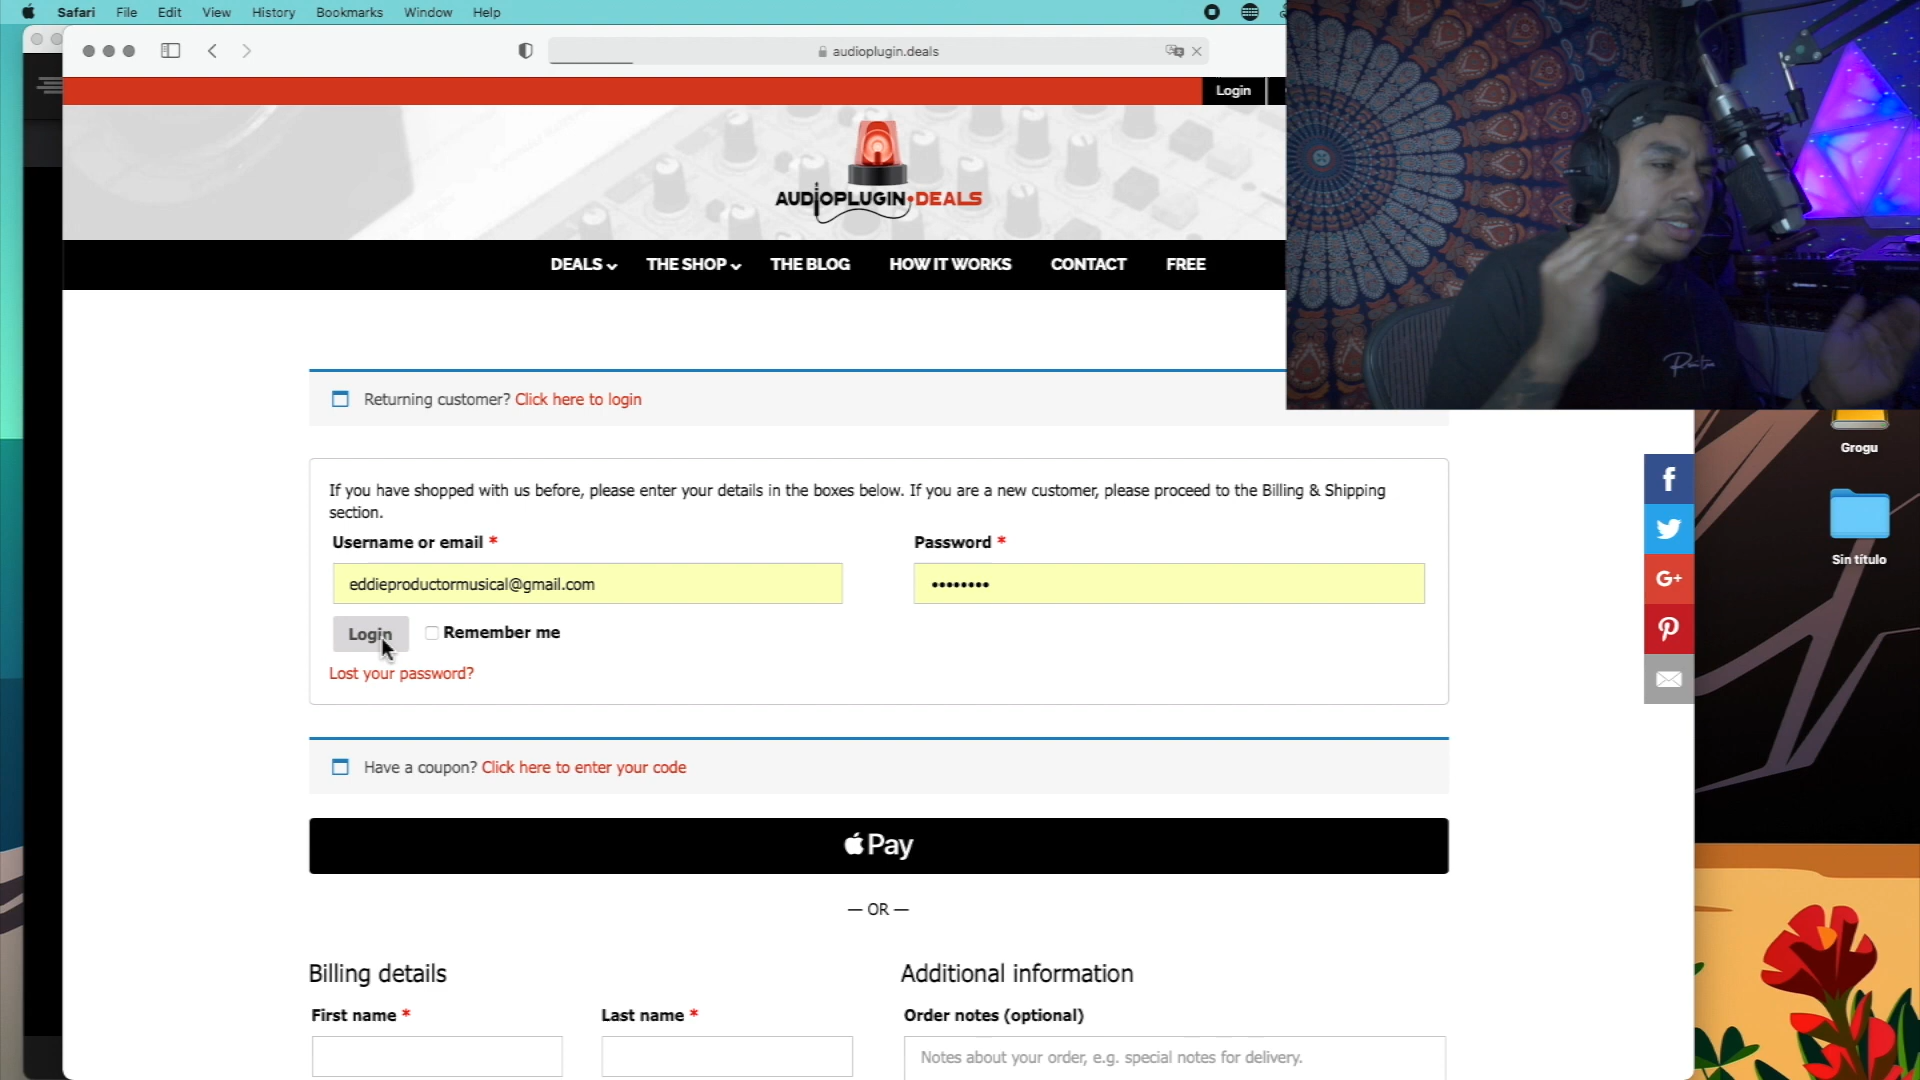 Safari File Edit View History Bookmarks Window Help
audioplugin.deals
Login
AUDIOPLUGIN•DEALS
DEALS THE SHOP THE BLOG HOW IT WORKS CONTACT FREE
Returning customer? Click here to login
If you have shopped with us before, please enter your details in the boxes below. If you are a new customer, please proceed to the Billing & Shipping
section.
Username or email * Password *
eddieproductormusical@gmail.com ••••••••
Login Remember me
Lost your password?
Have a coupon? Click here to enter your code
Pay
— OR —
Billing details Additional information
First name * Last name * Order notes (optional)
Notes about your order, e.g. special notes for delivery.
Grogu
Sin título
f
G+